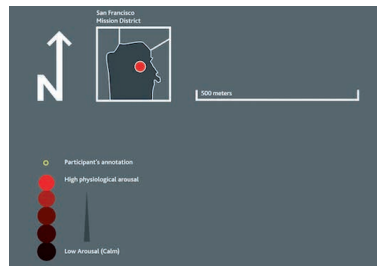 San Francisco
Mission District
N
500 meters
Participant's annotation
High physiological arousal
Low Arousal (Calm)